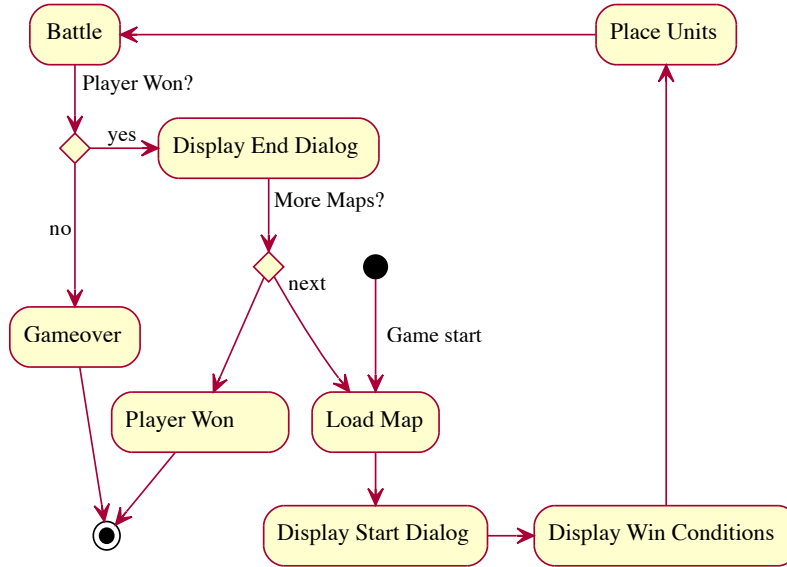 Battle
Place Units
Player Won?
yes
Display End Dialog
More Maps?
no
next
Gameover
Game start
Player Won
Load Map
Display Start Dialog
Display Win Conditions